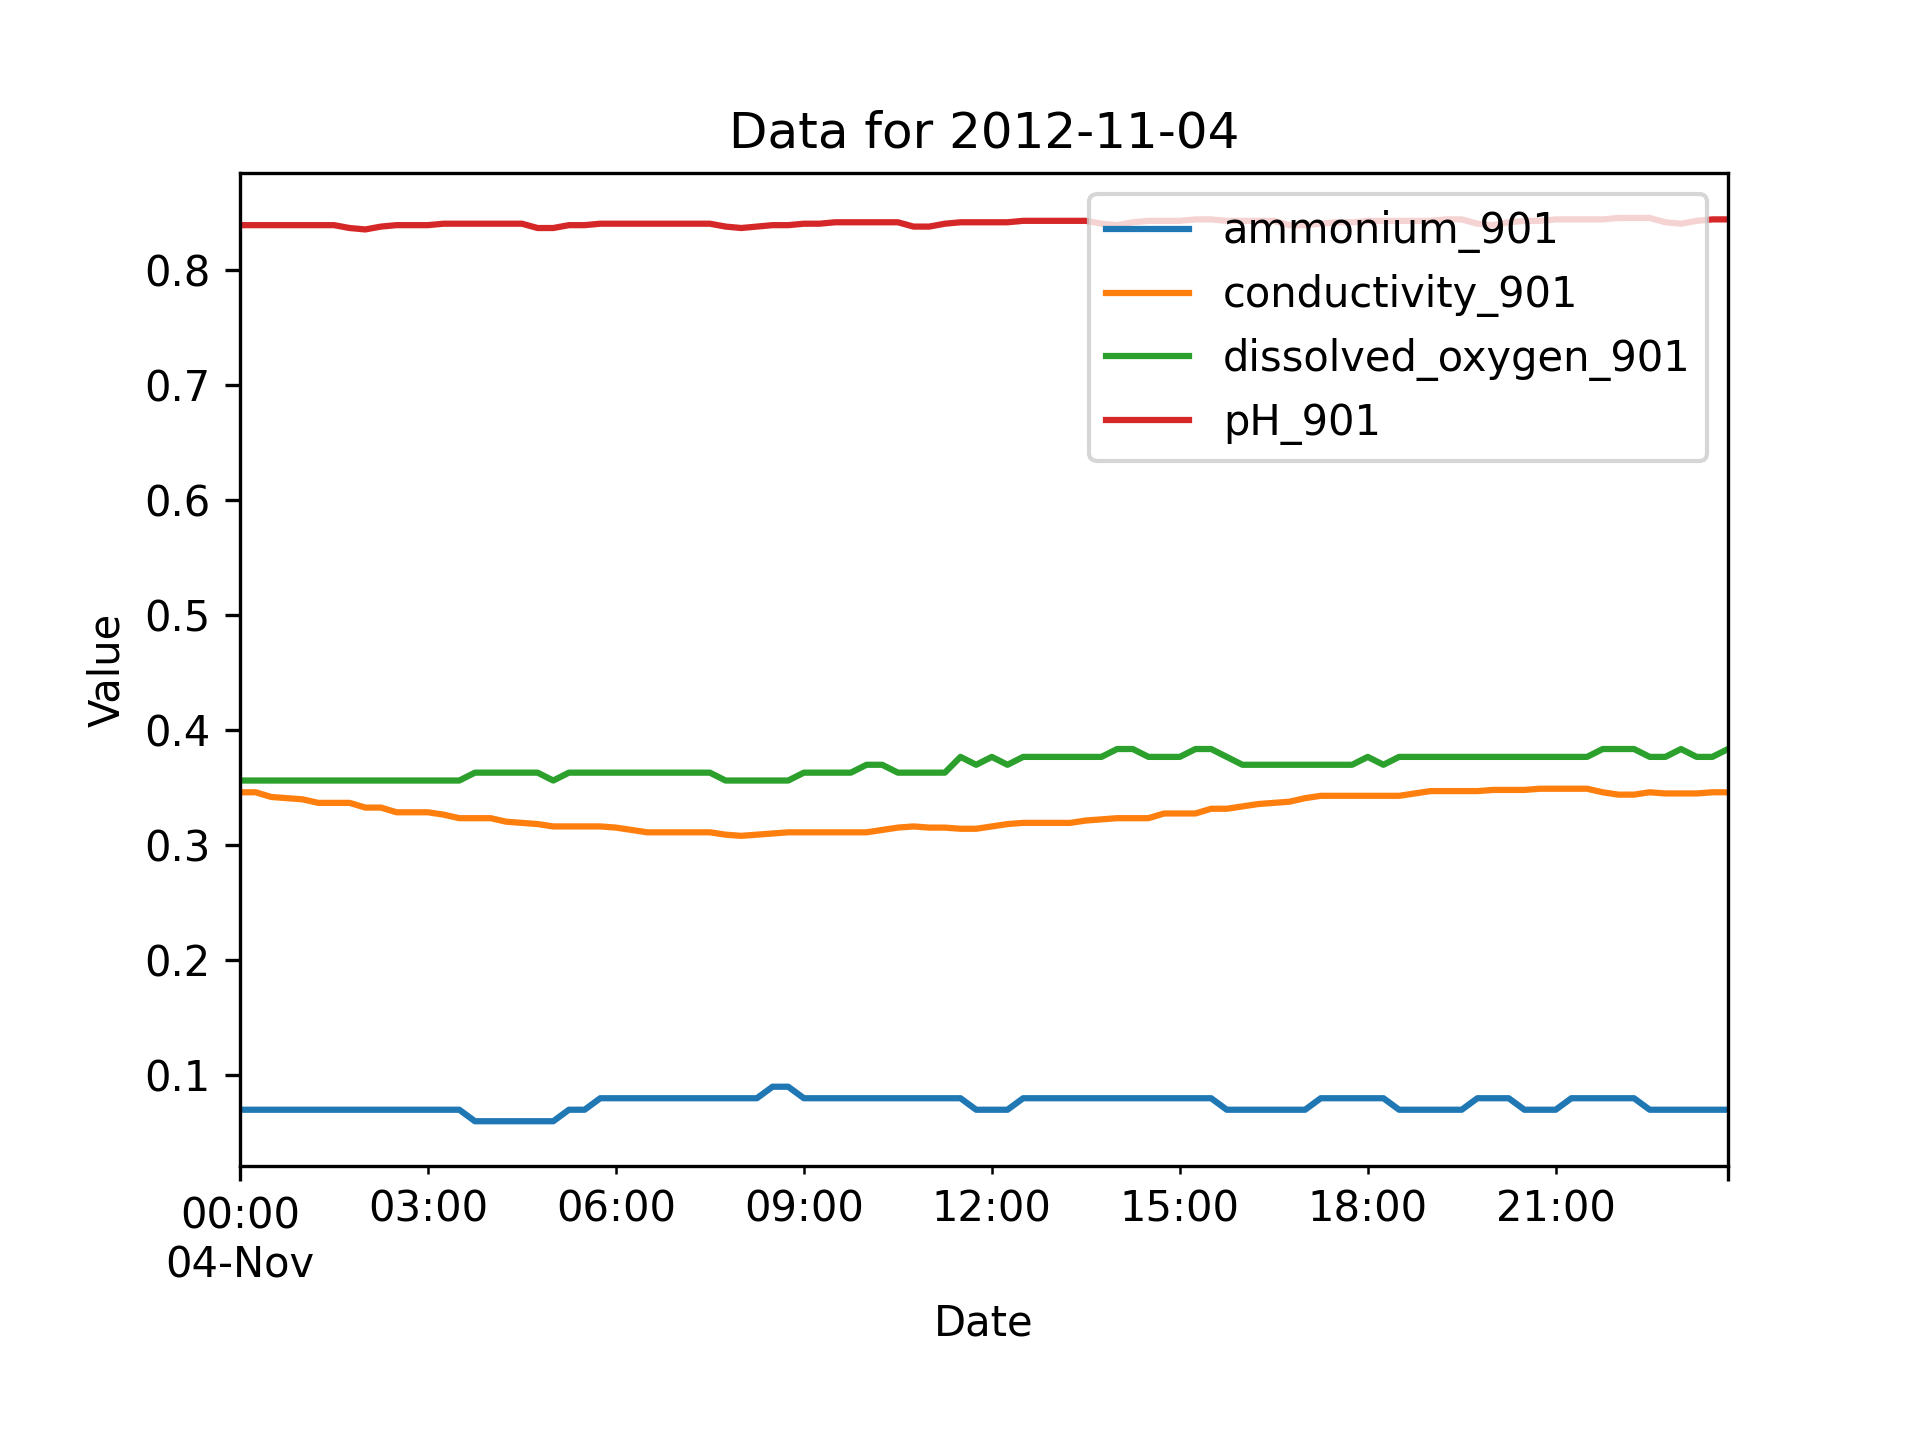 Data for 2012-11-04
ammonium_901
conductivity_901
dissolved_oxygen_901
pH_901
Value
0.8
0.7
0.6
0.5
0.4
0.3
0.2
0.1
00:00 03:00 06:00 09:00 12:00 15:00 18:00 21:00
04-Nov
Date